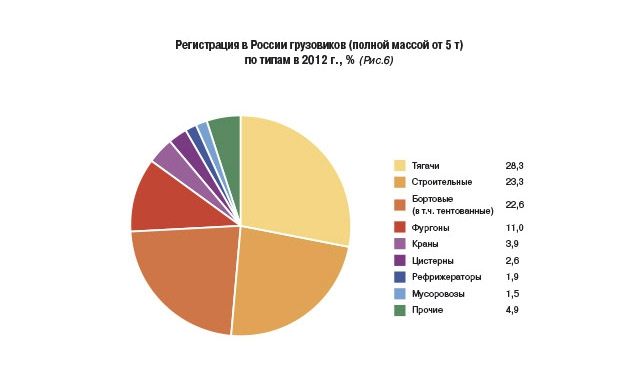 Регистрация в России грузовиков (полной массой от 5 т)
по типам в 2012 г., % (Рис.6)
Тягачи 28,3
Строительные 23,3
Бортовые
(в т.ч. тентованные) 22,6
Фургоны 11,0
Краны 3,9
Цистерны 2,6
Рефрижераторы 1,9
Мусоровозы 1,5
Прочие 4,9